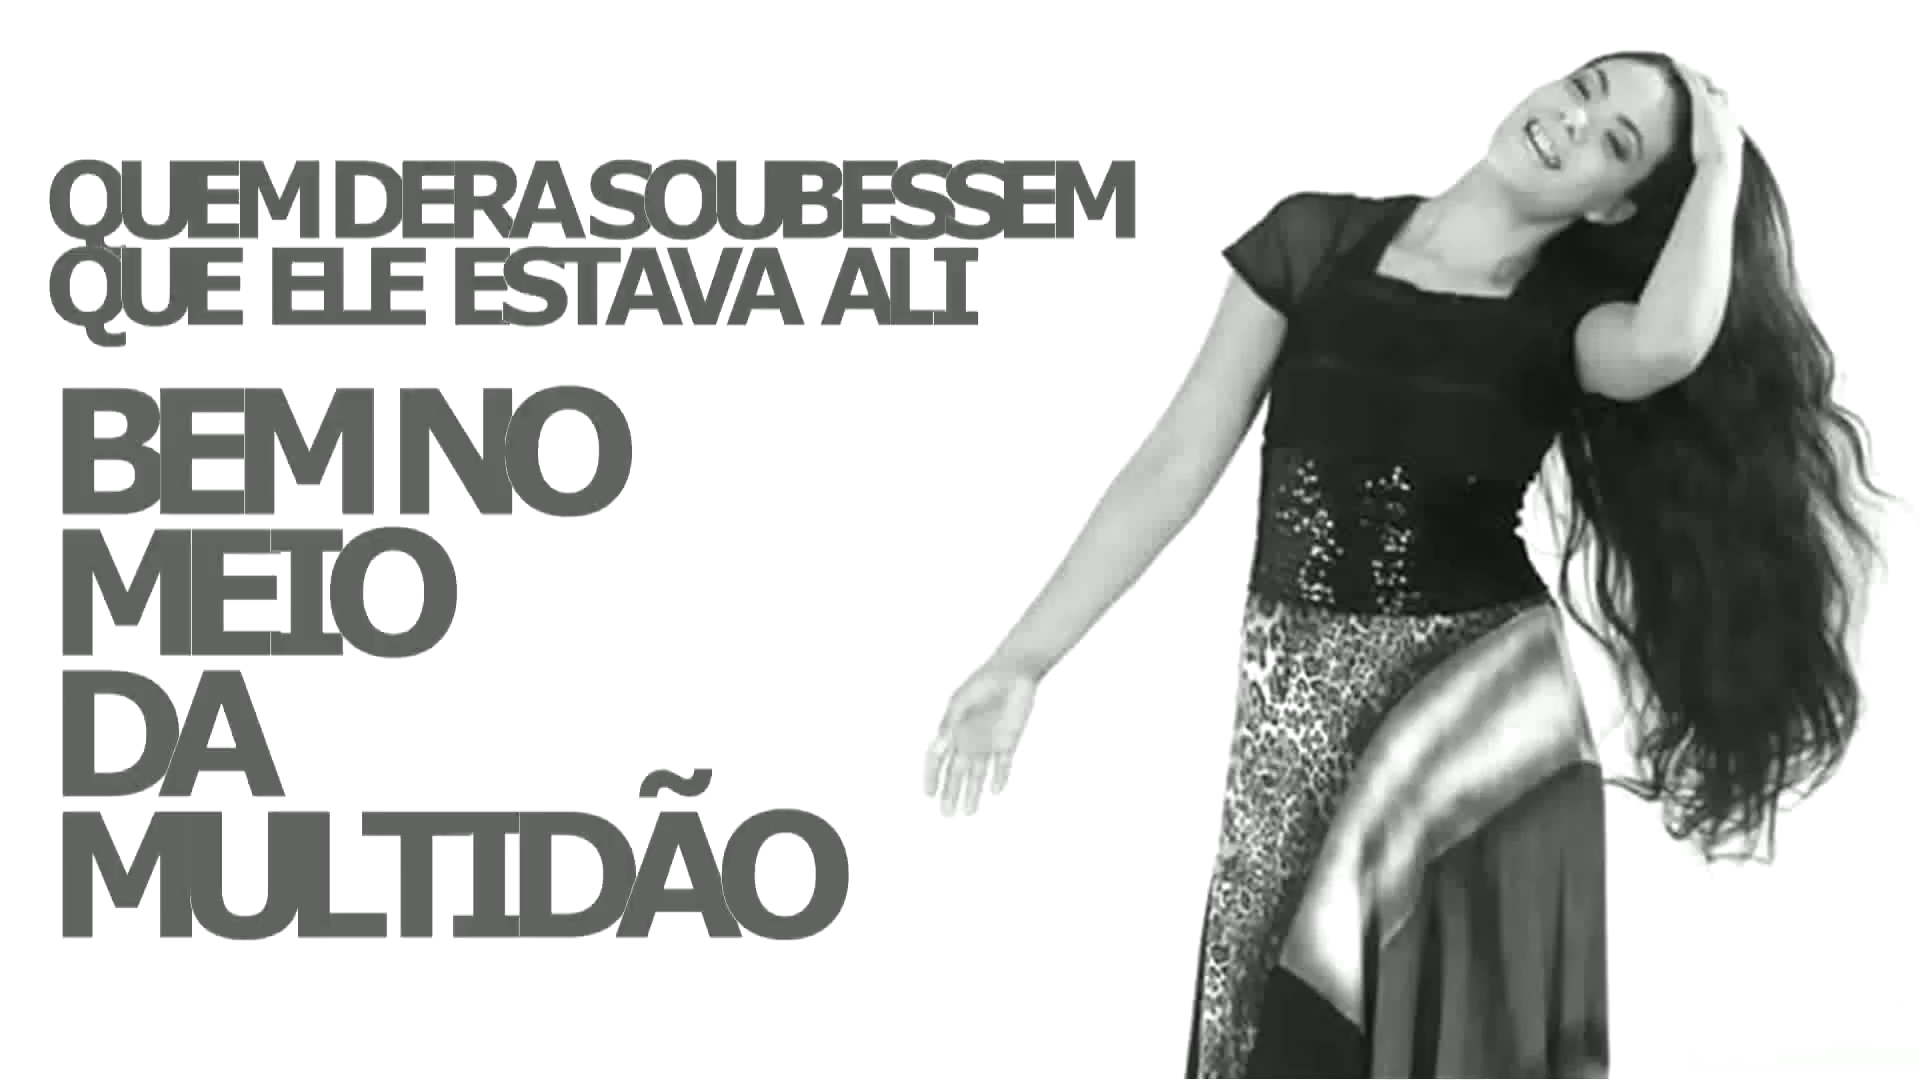 QUEM DERA SOUBESSEM
QUE ELE ESTAVA ALI
BEM NO
MEIO
DA
MULTIDÃO